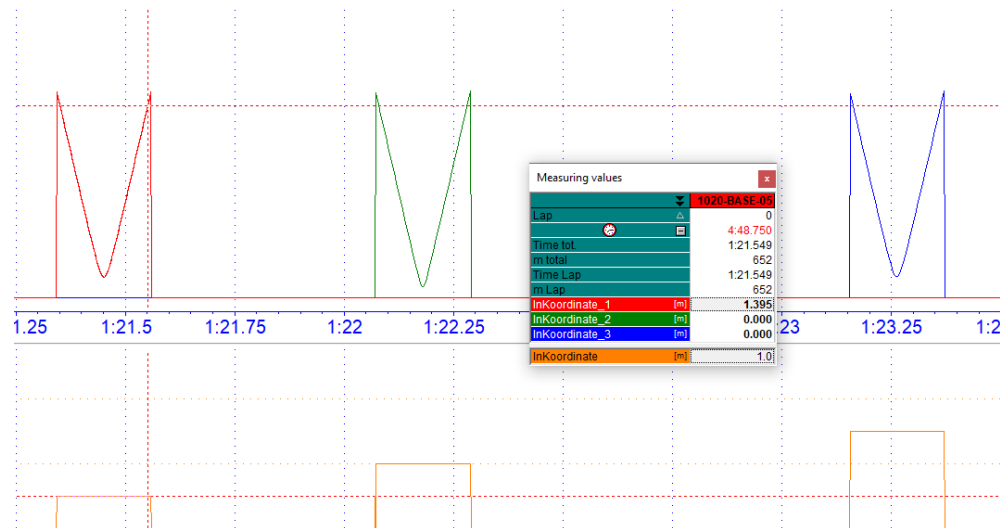 Measuring values
x
1020-BASE-05
Lap 0
4:48.750
Time tot. 1:21.549
m total 652
Time Lap 1:21.549
m Lap 652
InKoordinate_1 [m] 1.395
InKoordinate_2 [m] 0.000
InKoordinate_3 [m] 0.000
InKoordinate [m] 1.0
1.25 1:21.5 1:21.75 1:22 1:22.25 23 1:23.25 1:2